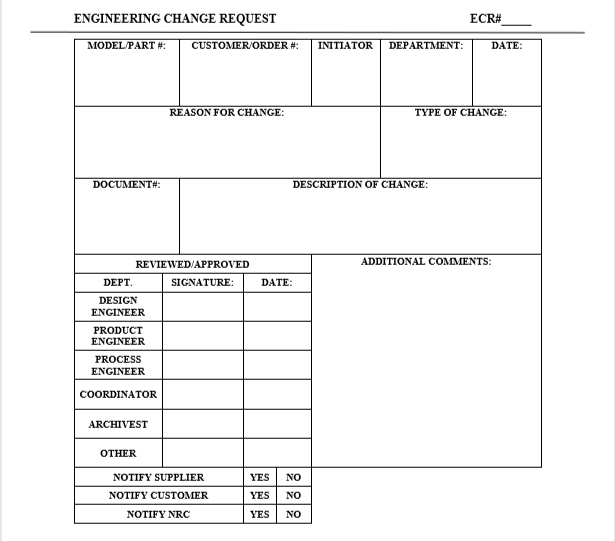 ENGINEERING CHANGE REQUEST ECR#_____
MODEL/PART #: CUSTOMER/ORDER #: INITIATOR DEPARTMENT: DATE:
REASON FOR CHANGE: TYPE OF CHANGE:
DOCUMENT#: DESCRIPTION OF CHANGE:
REVIEWED/APPROVED ADDITIONAL COMMENTS:
DEPT. SIGNATURE: DATE:
DESIGN
ENGINEER
PRODUCT
ENGINEER
PROCESS
ENGINEER
COORDINATOR
ARCHIVEST
OTHER
NOTIFY SUPPLIER YES NO
NOTIFY CUSTOMER YES NO
NOTIFY NRC YES NO